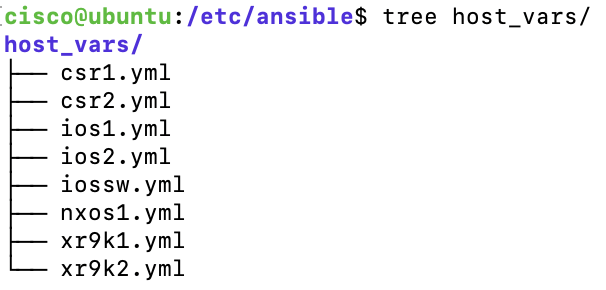 [cisco@ubuntu:/etc/ansible$ tree host_vars/
host_vars/
├── csr1.yml
├── csr2.yml
├── ios1.yml
├── ios2.yml
├── iossw.yml
├── nxos1.yml
├── xr9k1.yml
└── xr9k2.yml